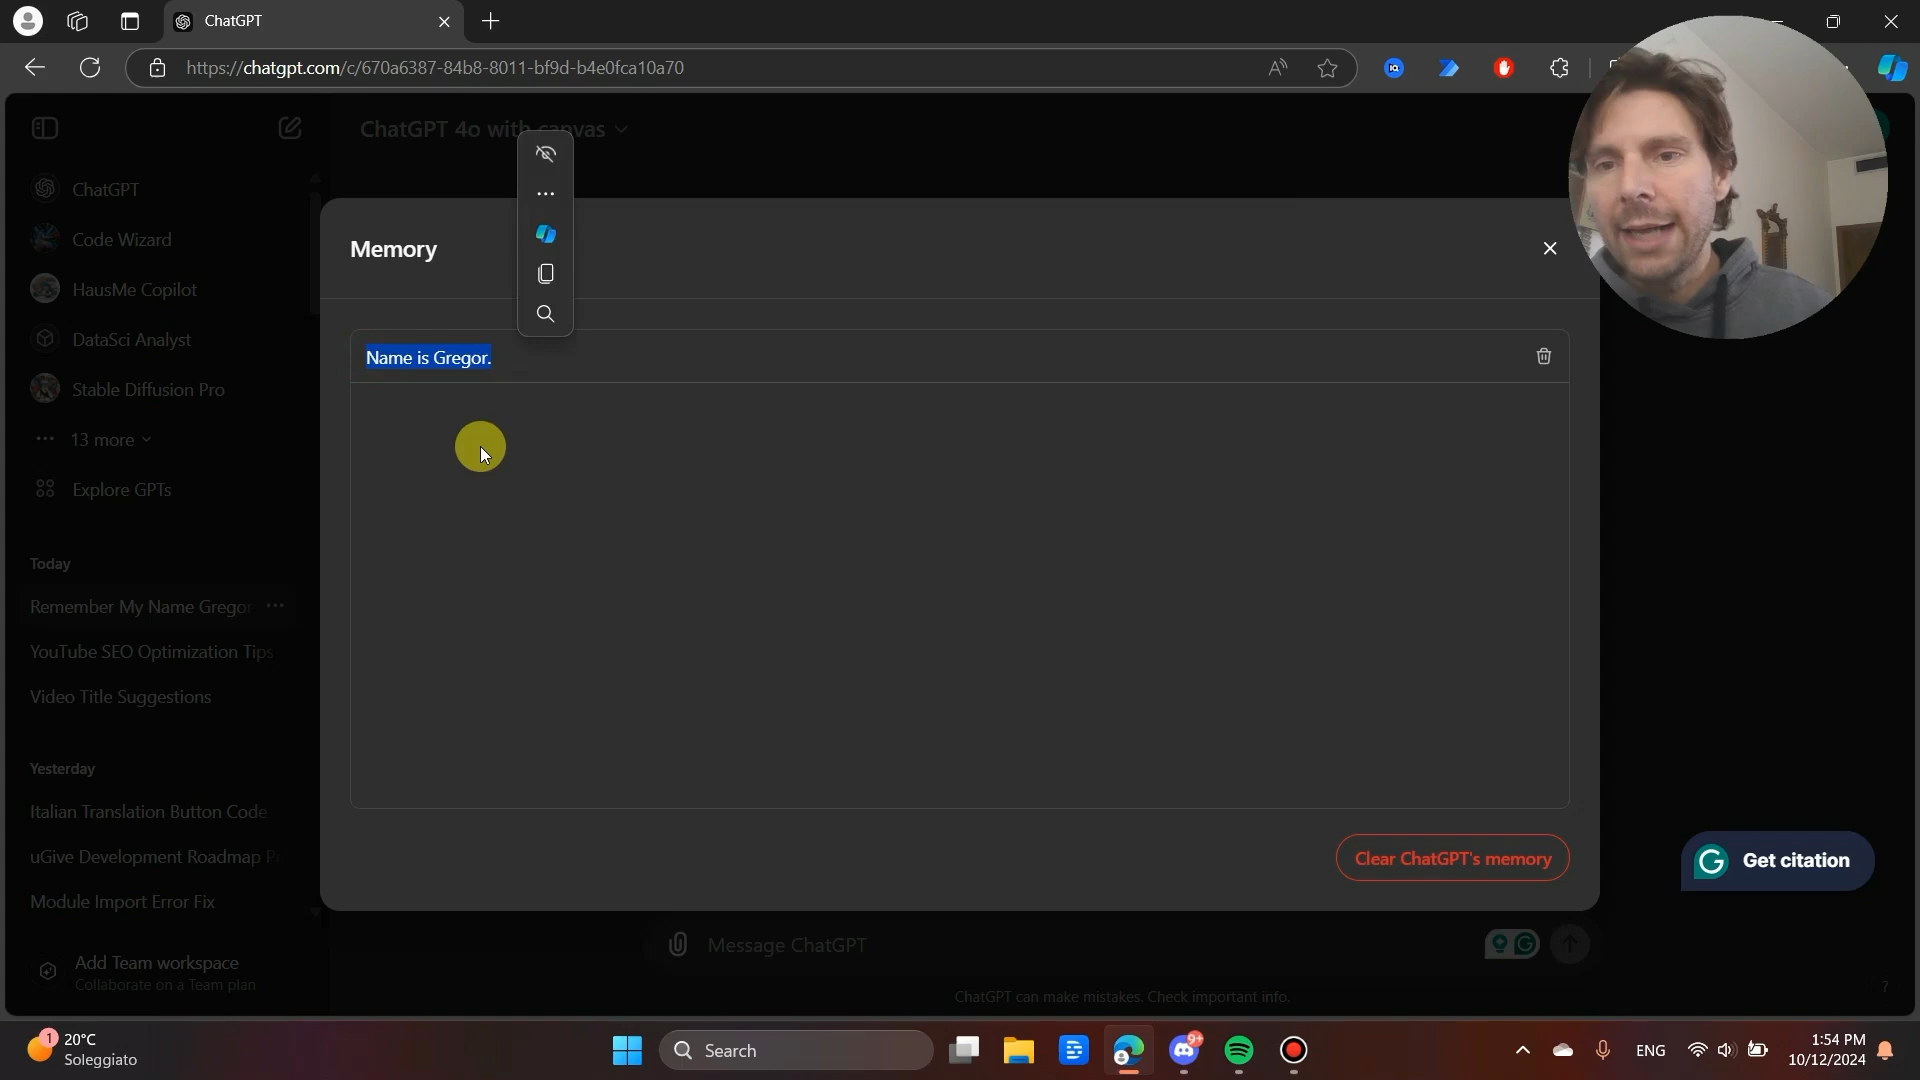 ChatGPT
https://chatgpt.com/c/670a6387-84b8-8011-bf9d-b4e0fca10a70
ChatGPT 4o with canvas
ChatGPT
Code Wizard
HausMe Copilot
DataSci Analyst
Stable Diffusion Pro
13 more
Explore GPTs
Today
Remember My Name Gregor
YouTube SEO Optimization Tips
Video Title Suggestions
Yesterday
Italian Translation Button Code
uGive Development Roadmap
Module Import Error Fix
Add Team workspace
Collaborate on a Team plan
Memory
Name is Gregor.
Clear ChatGPT's memory
Get citation
Message ChatGPT
ChatGPT can make mistakes. Check important info.
?
1
20°C
Soleggiato
Search
9+
ENG
1:54 PM
10/12/2024